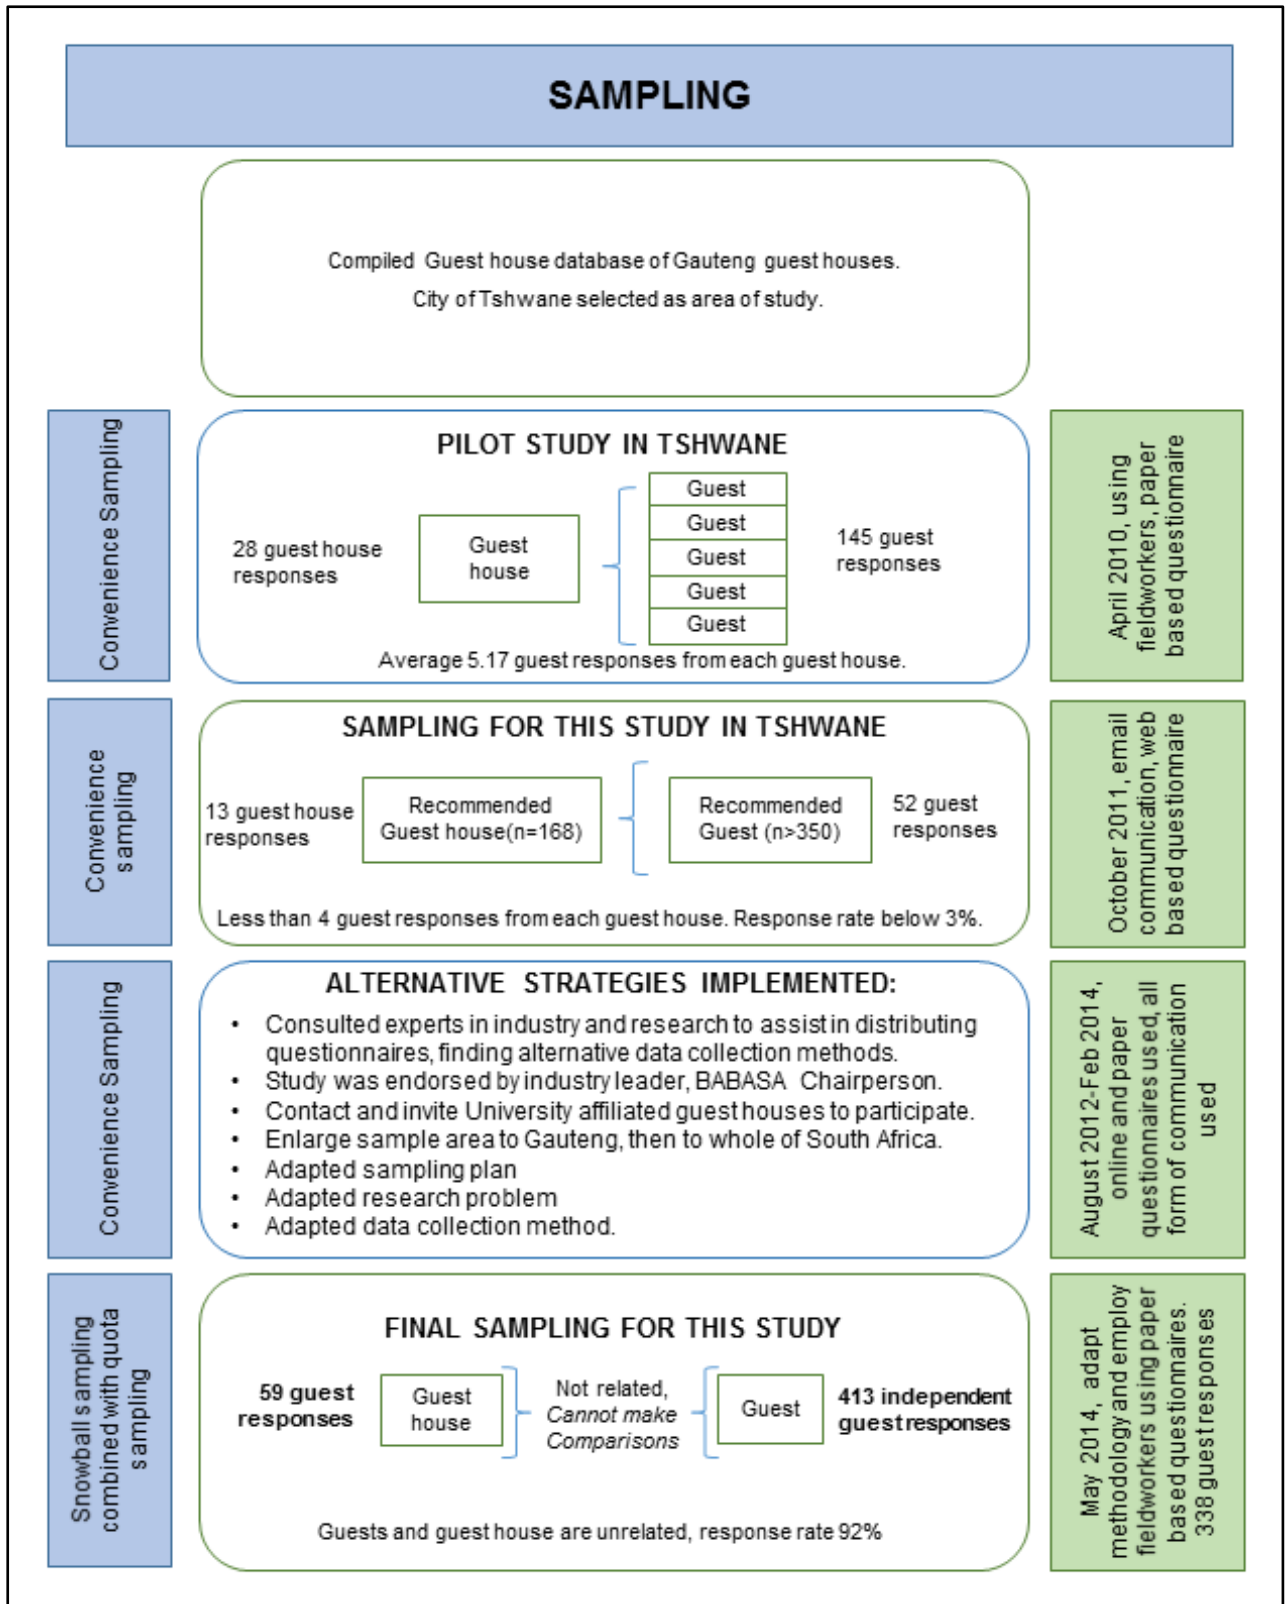 SAMPLING
Compiled Guest house database of Gauteng guest houses.
City of Tshwane selected as area of study.
Convenience Sampling
PILOT STUDY IN TSHWANE
28 guest house
responses
Guest
house
Guest
Guest
Guest
Guest
Guest
145 guest
responses
Average 5.17 guest responses from each guest house.
April 2010, using
fieldworkers, paper
based questionnaire
Convenience
sampling
SAMPLING FOR THIS STUDY IN TSHWANE
13 guest house
responses
Recommended
Guest house(n=168)
Recommended
Guest (n>350)
52 guest
responses
Less than 4 guest responses from each guest house. Response rate below 3%.
October 2011, email
communication, web
based questionnaire
Convenience Sampling
ALTERNATIVE STRATEGIES IMPLEMENTED:
• Consulted experts in industry and research to assist in distributing
questionnaires, finding alternative data collection methods.
• Study was endorsed by industry leader, BABASA Chairperson.
• Contact and invite University affiliated guest houses to participate.
• Enlarge sample area to Gauteng, then to whole of South Africa.
• Adapted sampling plan
• Adapted research problem
• Adapted data collection method.
August 2012-Feb 2014,
online and paper
questionnaires used, all
form of communication
used
Snowball sampling
combined with quota
sampling
FINAL SAMPLING FOR THIS STUDY
59 guest
responses
Guest
house
Not related,
Cannot make
Comparisons
Guest
413 independent
guest responses
Guests and guest house are unrelated, response rate 92%
May 2014, adapt
methodology and employ
fieldworkers using paper
based questionnaires.
338 guest responses